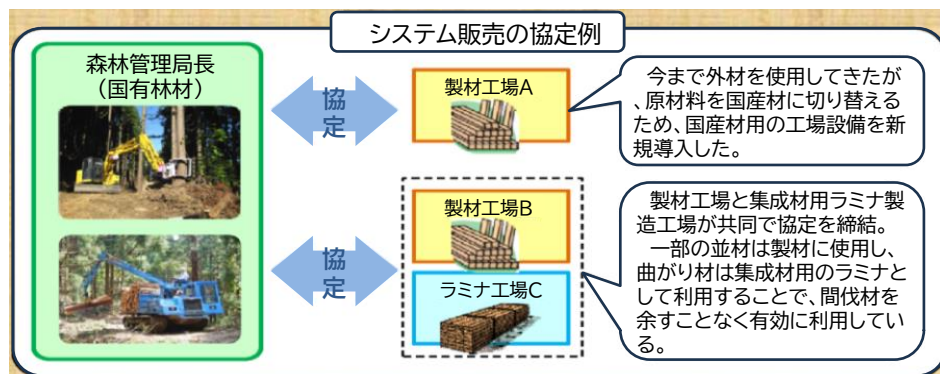 システム販売の協定例
森林管理局長
（国有林材）
協
定
製材工場A
今まで外材を使用してきたが
、原材料を国産材に切り替える
ため、国産材用の工場設備を新
規導入した。
協
定
製材工場B
ラミナ工場C
製材工場と集成材用ラミナ製
造工場が共同で協定を締結。
一部の並材は製材に使用し、
曲がり材は集成材用のラミナと
して利用することで、間伐材を
余すことなく有効に利用してい
る。